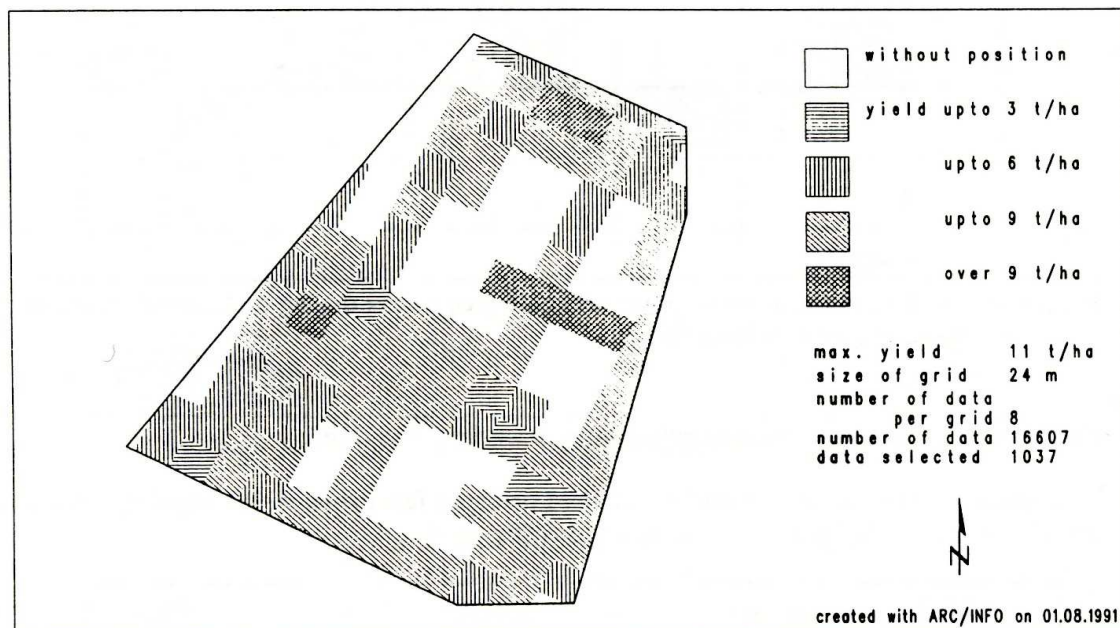 without position
yield upto 3 t/ha
upto 6 t/ha
upto 9 t/ha
over 9 t/ha
max. yield 11 t/ha
size of grid 24 m
number of data
per grid 8
number of data 16607
data selected 1037
N
created with ARC/INFO on 01.08.1991